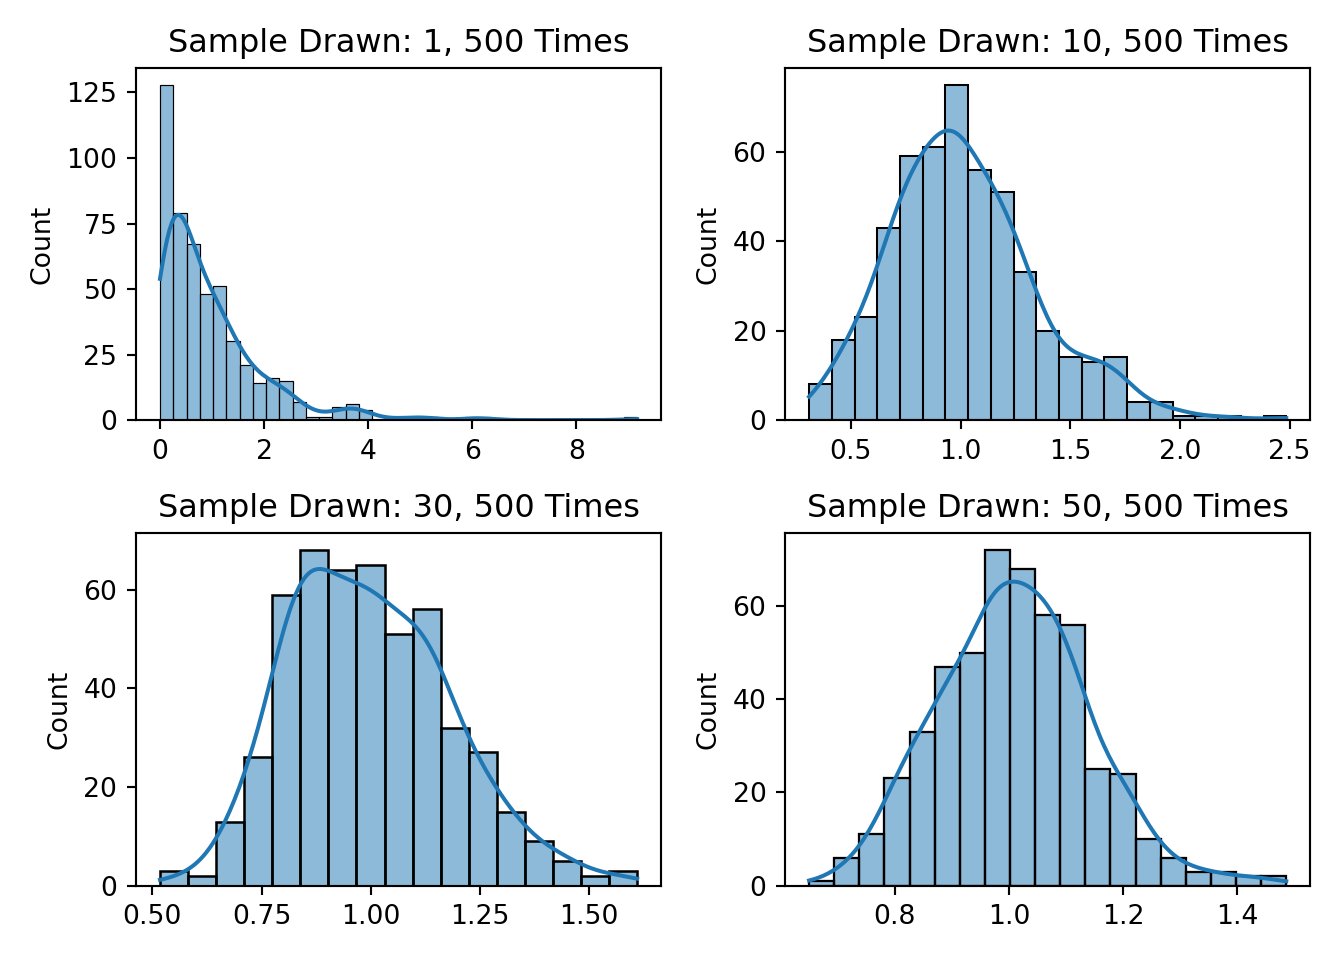 Sample Drawn: 1, 500 Times
Count
125
100
75
50
25
0
0 2 4 6 8
Sample Drawn: 10, 500 Times
Count
60
40
20
0
0.5 1.0 1.5 2.0 2.5
Sample Drawn: 30, 500 Times
Count
60
40
20
0
0.50 0.75 1.00 1.25 1.50
Sample Drawn: 50, 500 Times
Count
60
40
20
0
0.8 1.0 1.2 1.4